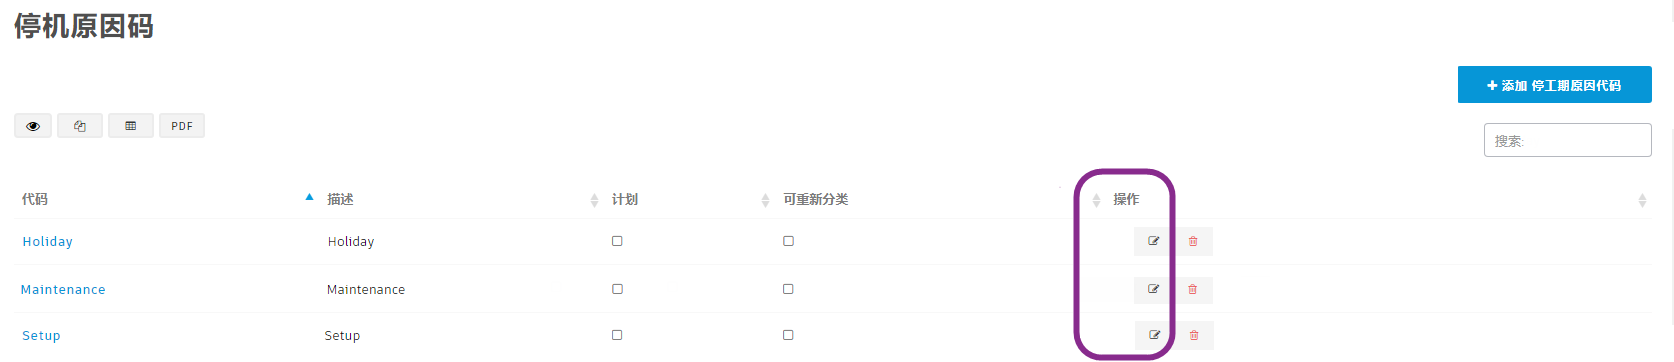 停机原因码
添加 停工期原因代码
PDF
搜索:
代码 描述 计划 可重新分类 操作
Holiday Holiday
Maintenance Maintenance
Setup Setup